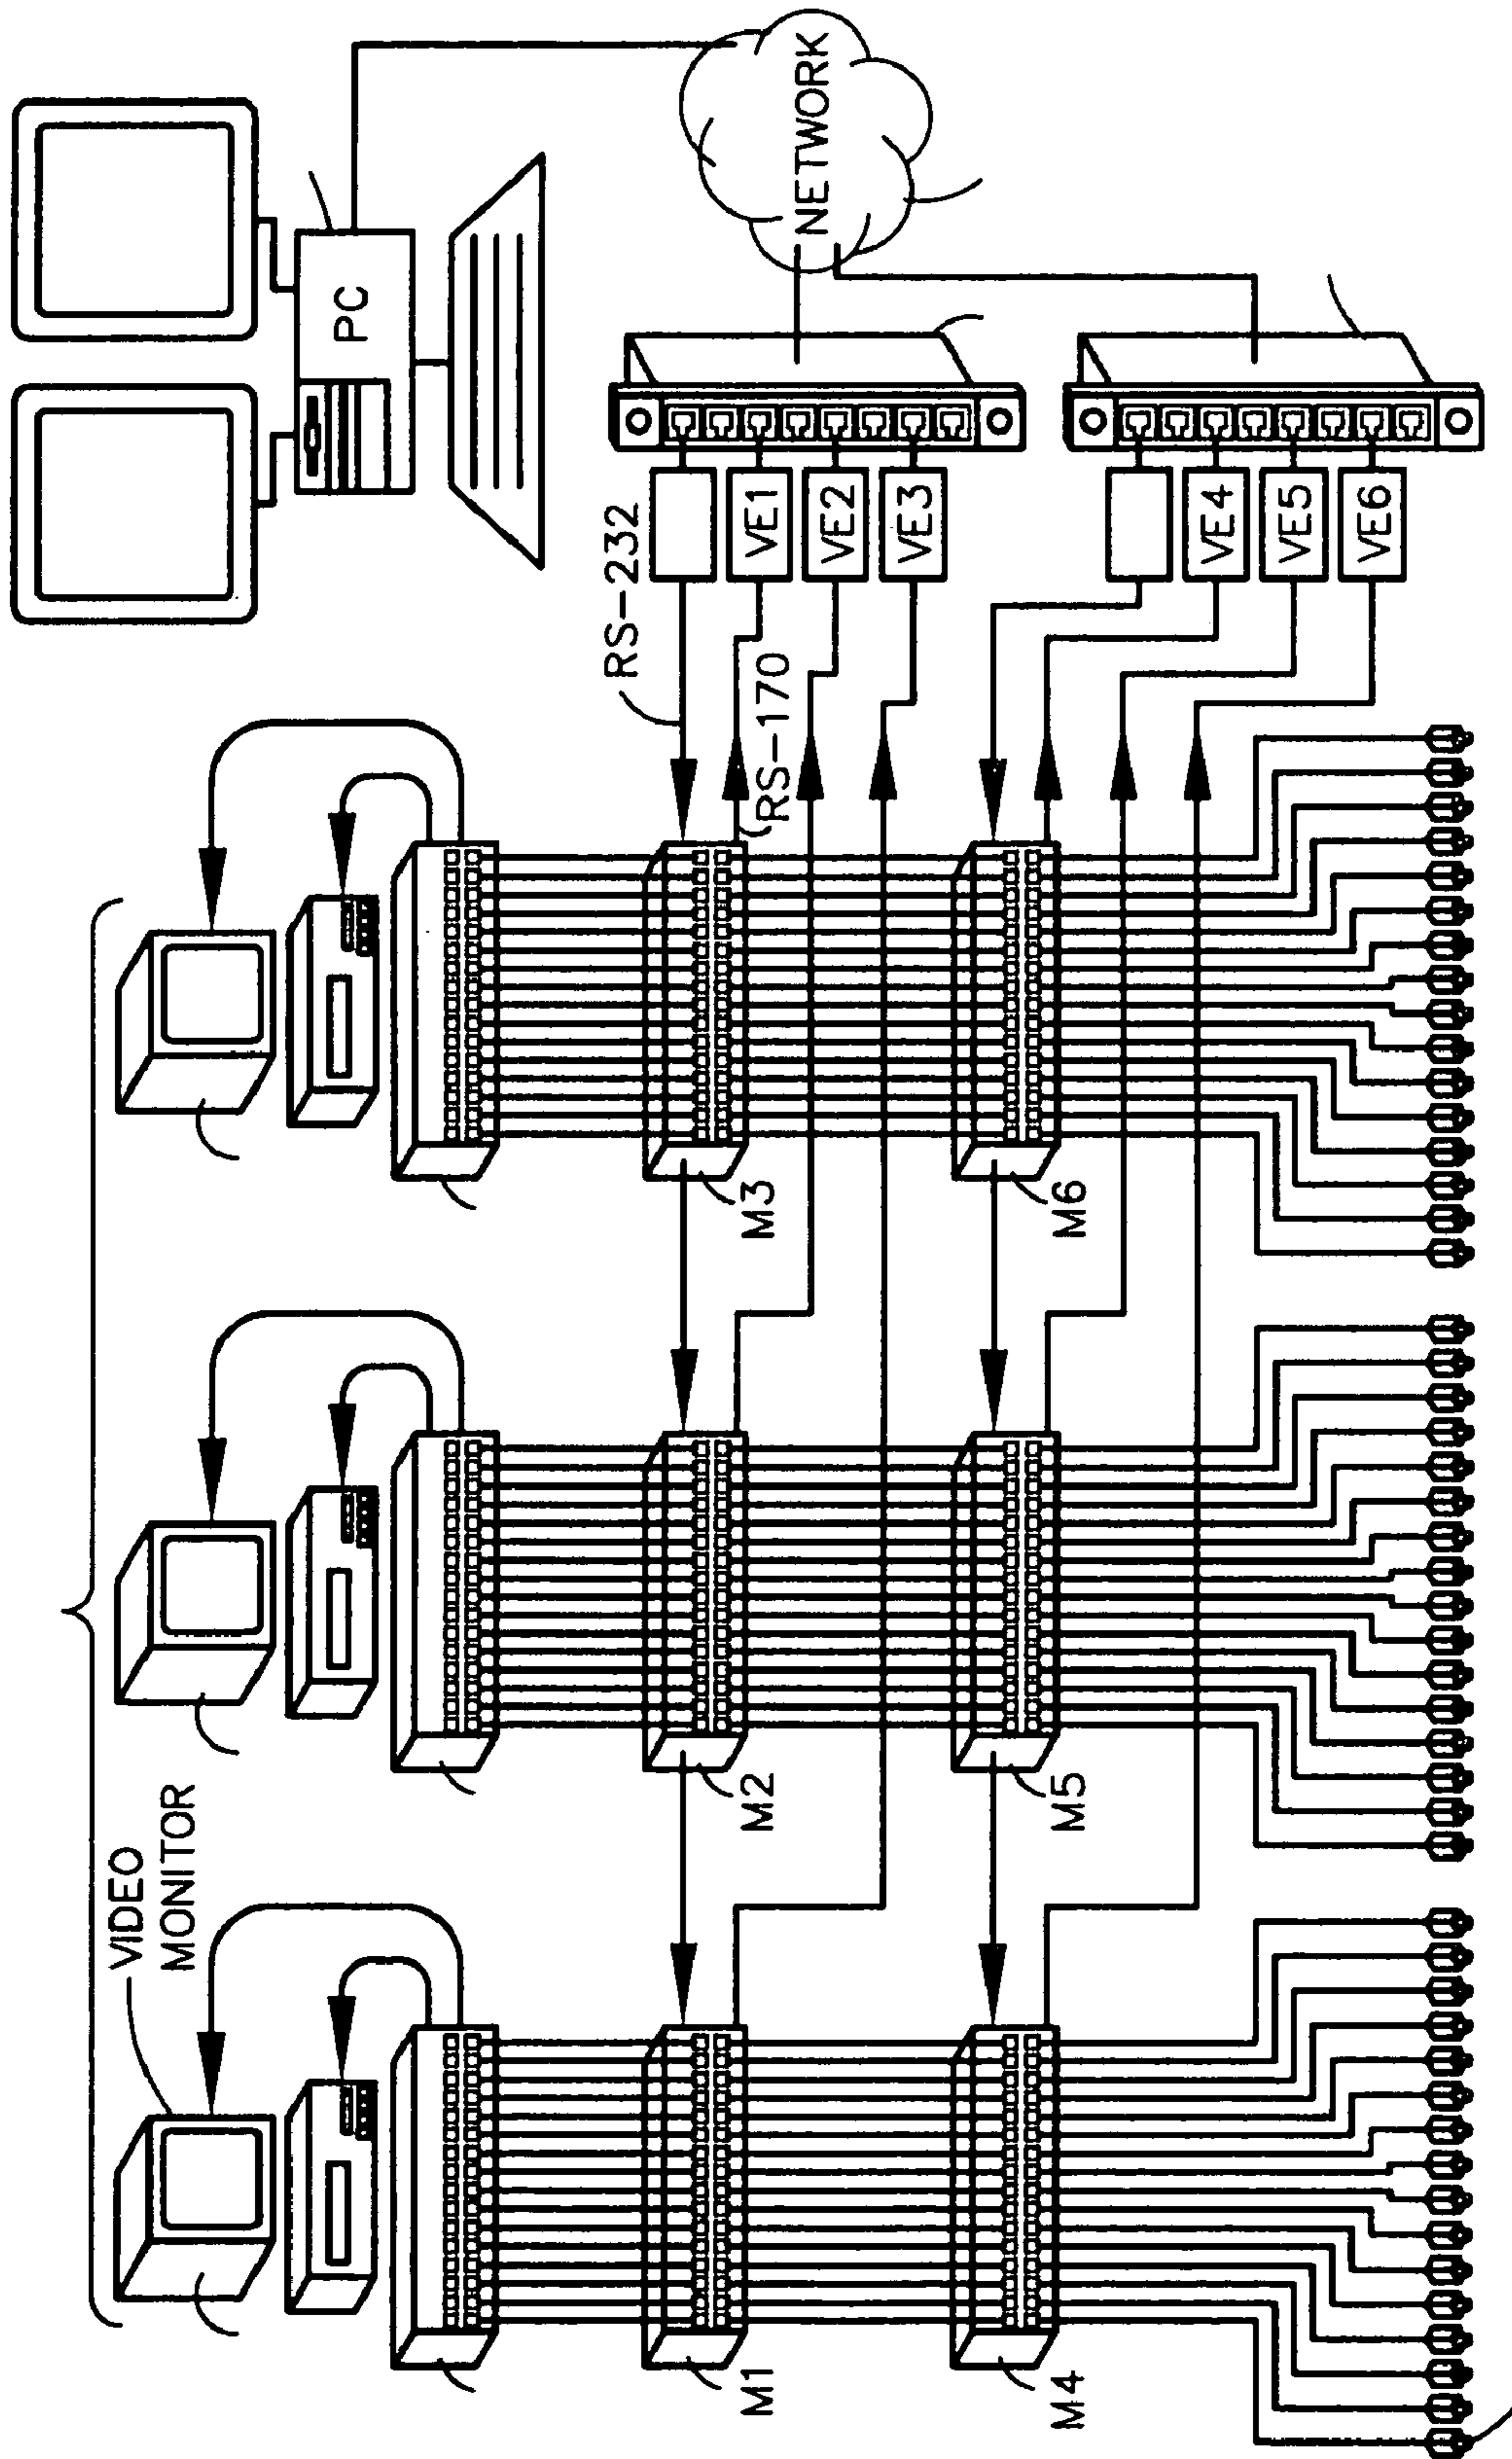 VIDEO
MONITOR
PC
NETWORK
RS-232
RS-170
VE1
VE2
VE3
VE4
VE5
VE6
M1
M2
M3
M4
M5
M6